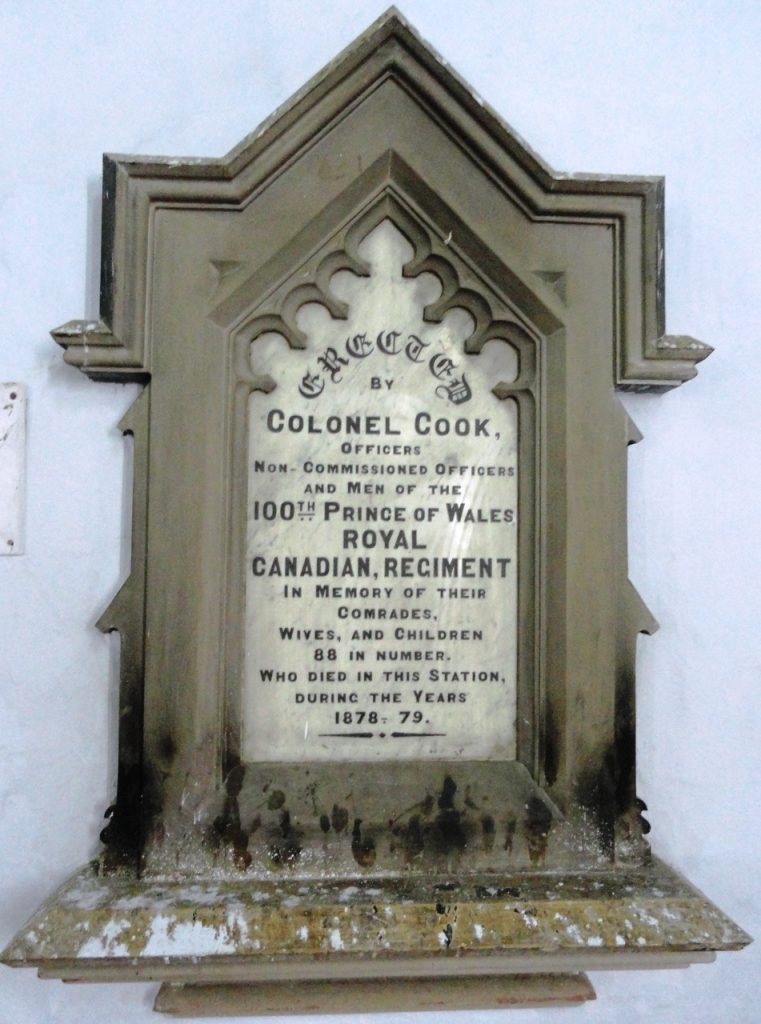 ERECTED
BY
COLONEL COOK,
OFFICERS
NON-COMMISSIONED OFFICERS
AND MEN OF THE
100TH PRINCE OF WALES
ROYAL
CANADIAN, REGIMENT
IN MEMORY OF THEIR
COMRADES,
WIVES, AND CHILDREN
88 IN NUMBER.
WHO DIED IN THIS STATION,
DURING THE YEARS
1878-79.